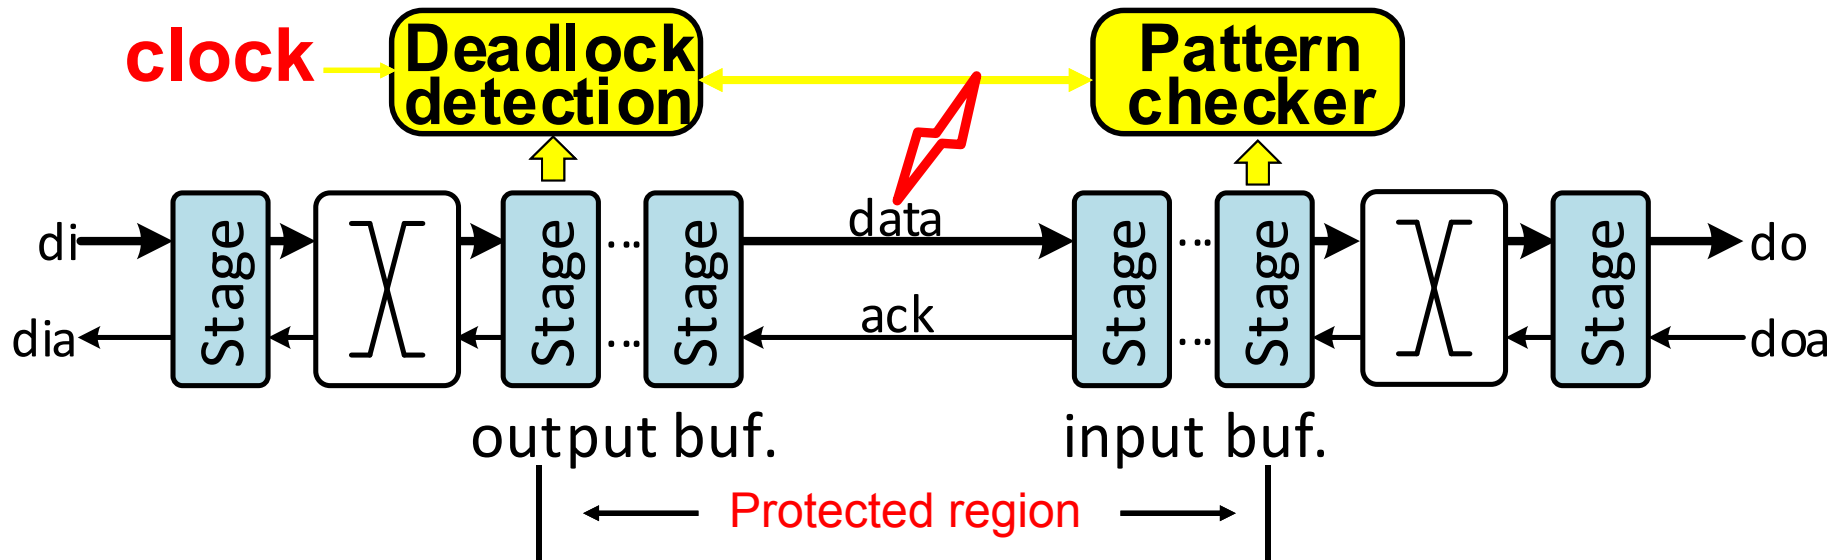 clock
Deadlock
detection
Pattern
checker
di
dia
Stage
Stage
...
...
Stage
data
ack
Stage
...
...
Stage
Stage
do
doa
output buf.
input buf.
Protected region